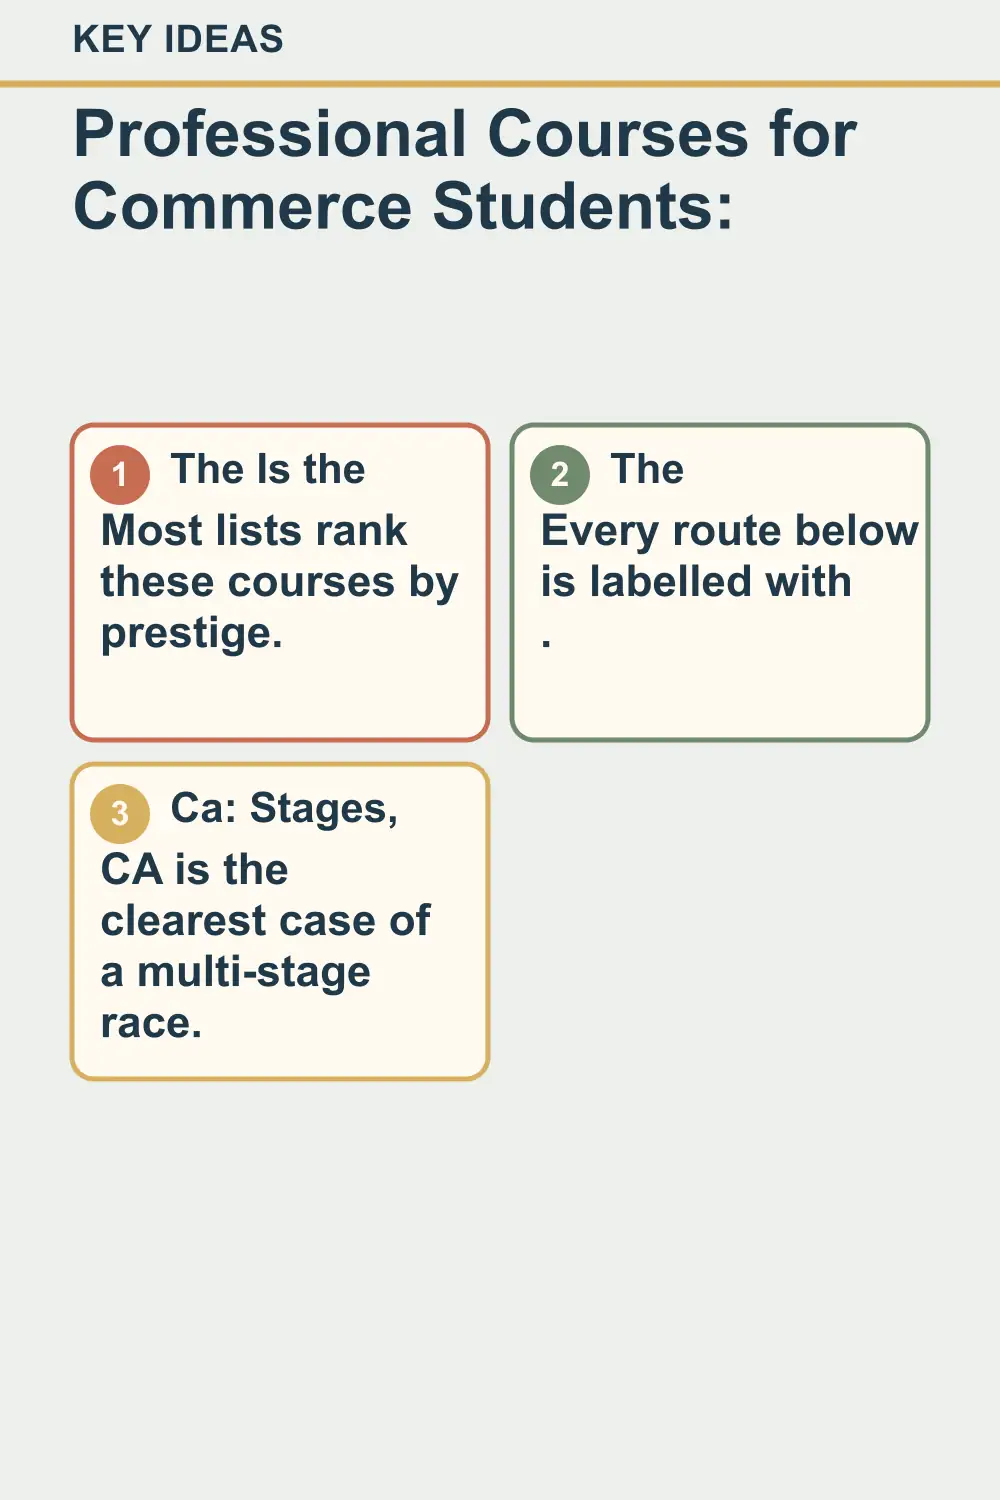 KEY IDEAS
Professional Courses for
Commerce Students:
1 The Is the
Most lists rank
these courses by
prestige.
2 The
Every route below
is labelled with
.
3 Ca: Stages,
CA is the
clearest case of
a multi-stage
race.